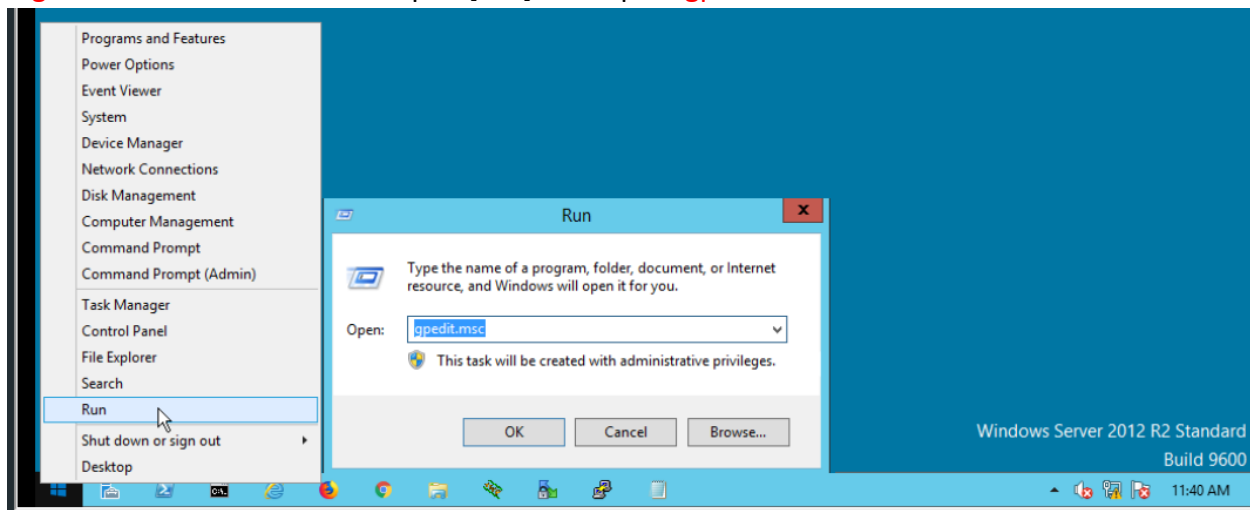 Programs and Features
Power Options
Event Viewer
System
Device Manager
Network Connections
Disk Management
Computer Management
Command Prompt
Command Prompt (Admin)
Task Manager
Control Panel
File Explorer
Search
Run
Shut down or sign out
Desktop
Run
x
Type the name of a program, folder, document, or Internet
resource, and Windows will open it for you.
Open: gpedit.msc
This task will be created with administrative privileges.
OK Cancel Browse...
Windows Server 2012 R2 Standard
Build 9600
11:40 AM